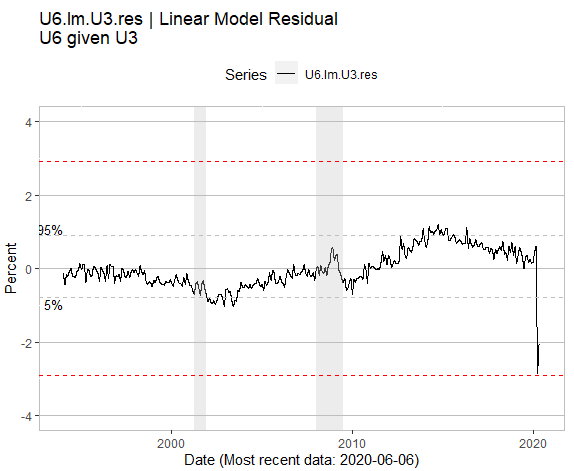 U6.lm.U3.res | Linear Model Residual
U6 given U3
Series U6.lm.U3.res
4
95%
2
0
5%
-2
-4
Percent
2000 2010 2020
Date (Most recent data: 2020-06-06)